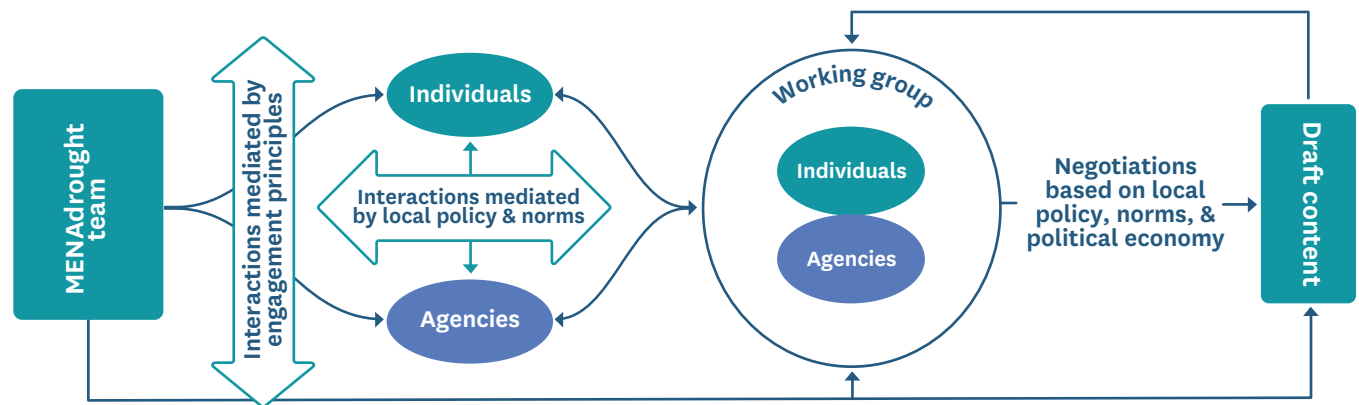 MENAdrought
team
Interactions mediated by
engagement principles
Individuals
Interactions mediated
by local policy & norms
Agencies
Working group
Individuals
Agencies
Negotiations
based on local
policy, norms, &
political economy
Draft content